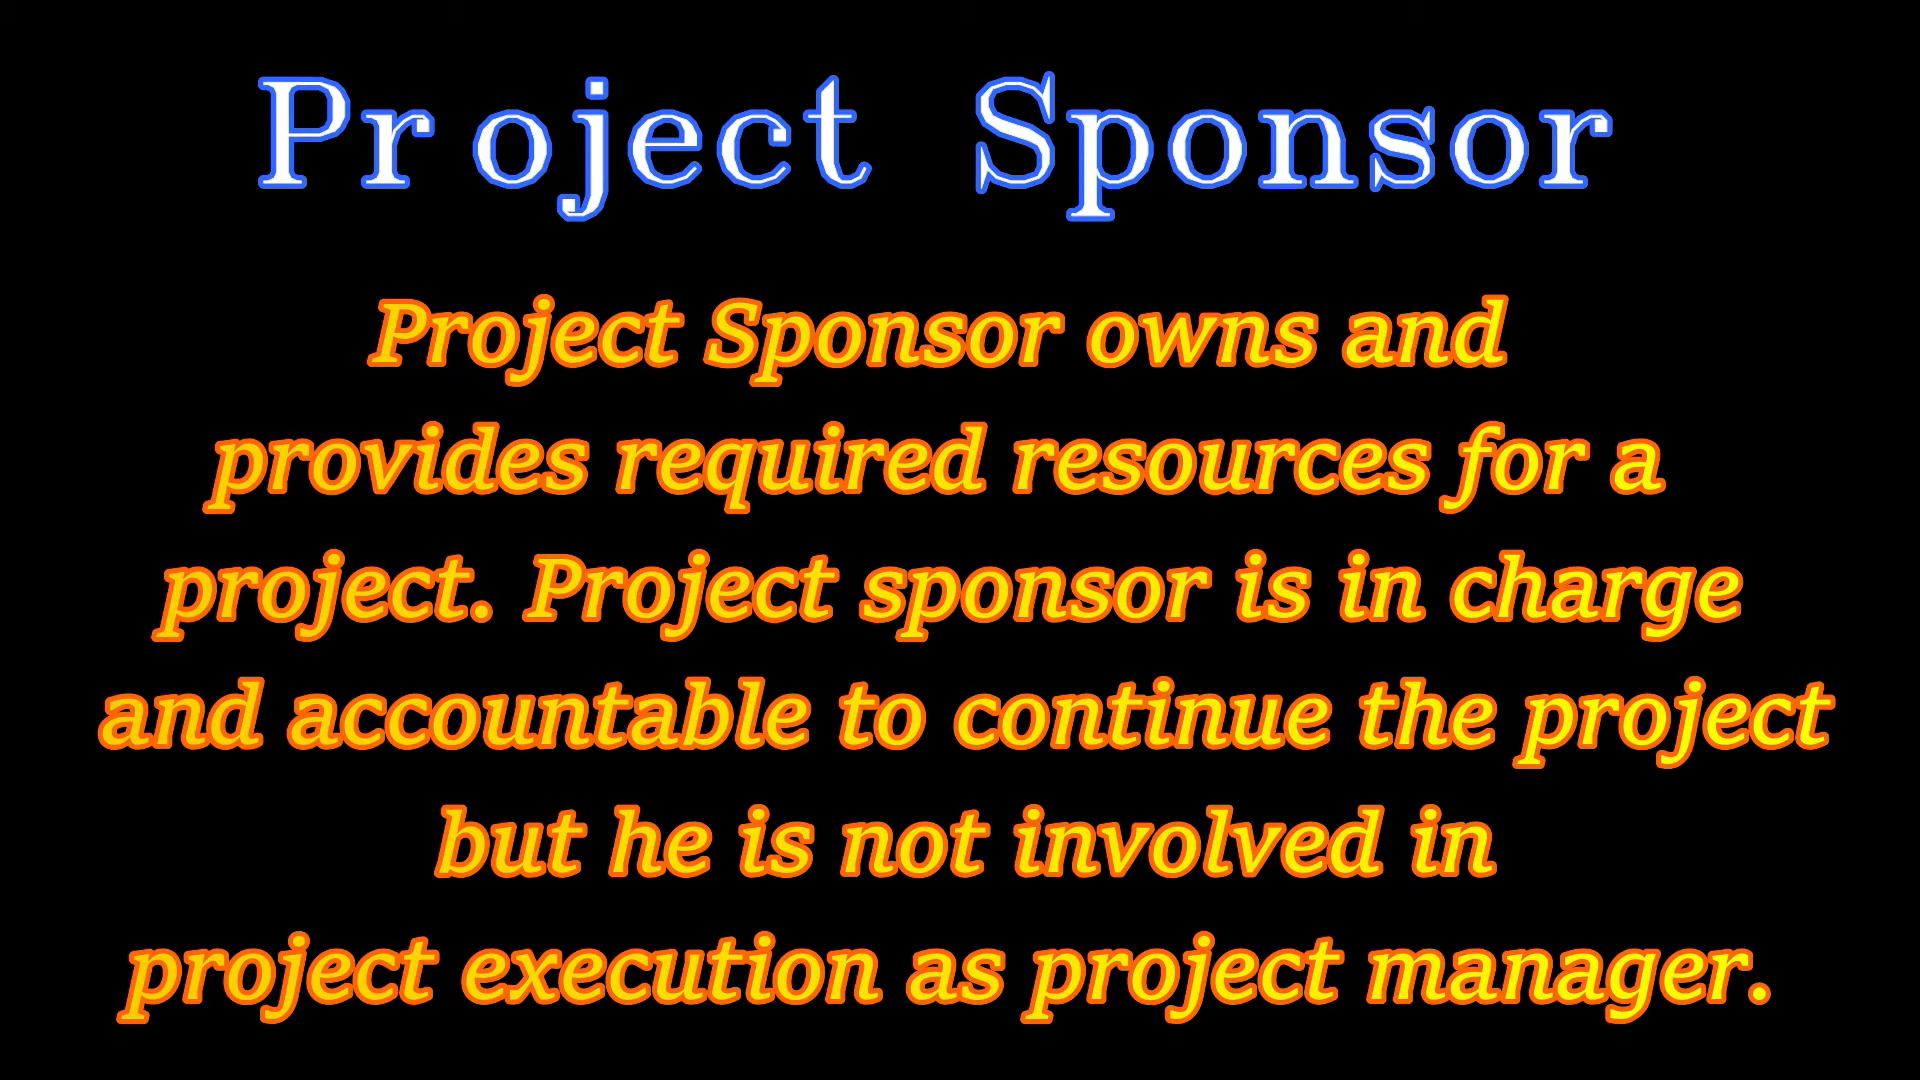 Project Sponsor
Project Sponsor owns and
provides required resources for a
project. Project sponsor is in charge
and accountable to continue the project
but he is not involved in
project execution as project manager.